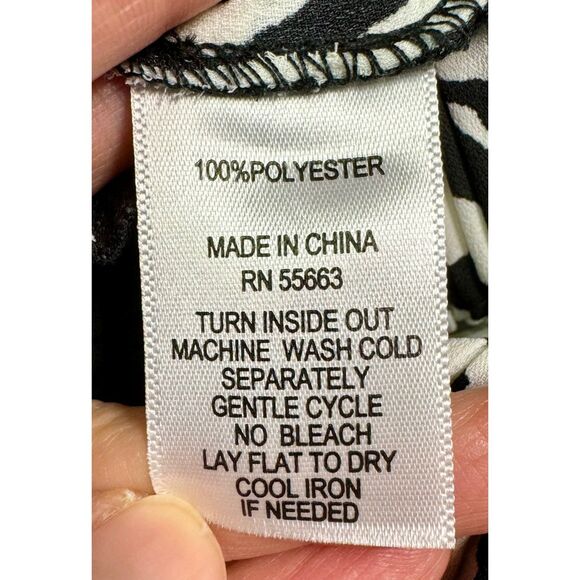 100%POLYESTER
MADE IN CHINA
RN 55663
TURN INSIDE OUT
MACHINE WASH COLD
SEPARATELY
GENTLE CYCLE
NO BLEACH
LAY FLAT TO DRY
COOL IRON
IF NEEDED